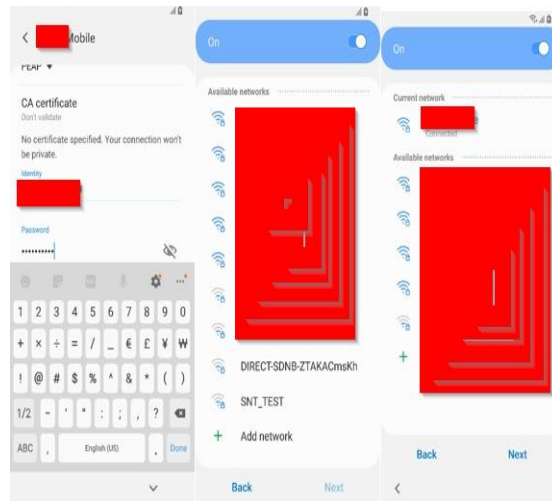 Mobile
PEAP
CA certificate
Don't validate
No certificate specified. Your connection won't
be private.
Identity
Password
••••••••••
1 2 3 4 5 6 7 8 9 0
+ × ÷ = / _ € £ ¥ ₩
! @ # $ % ^ & * ( )
1/2 - ' " : ; , ?
ABC , English (US) . Done
On
Available networks
DIRECT-SDNB-ZTAKACmsKh
SNT_TEST
Add network
Back Next
On
Current network
Connected
Available networks
Back Next